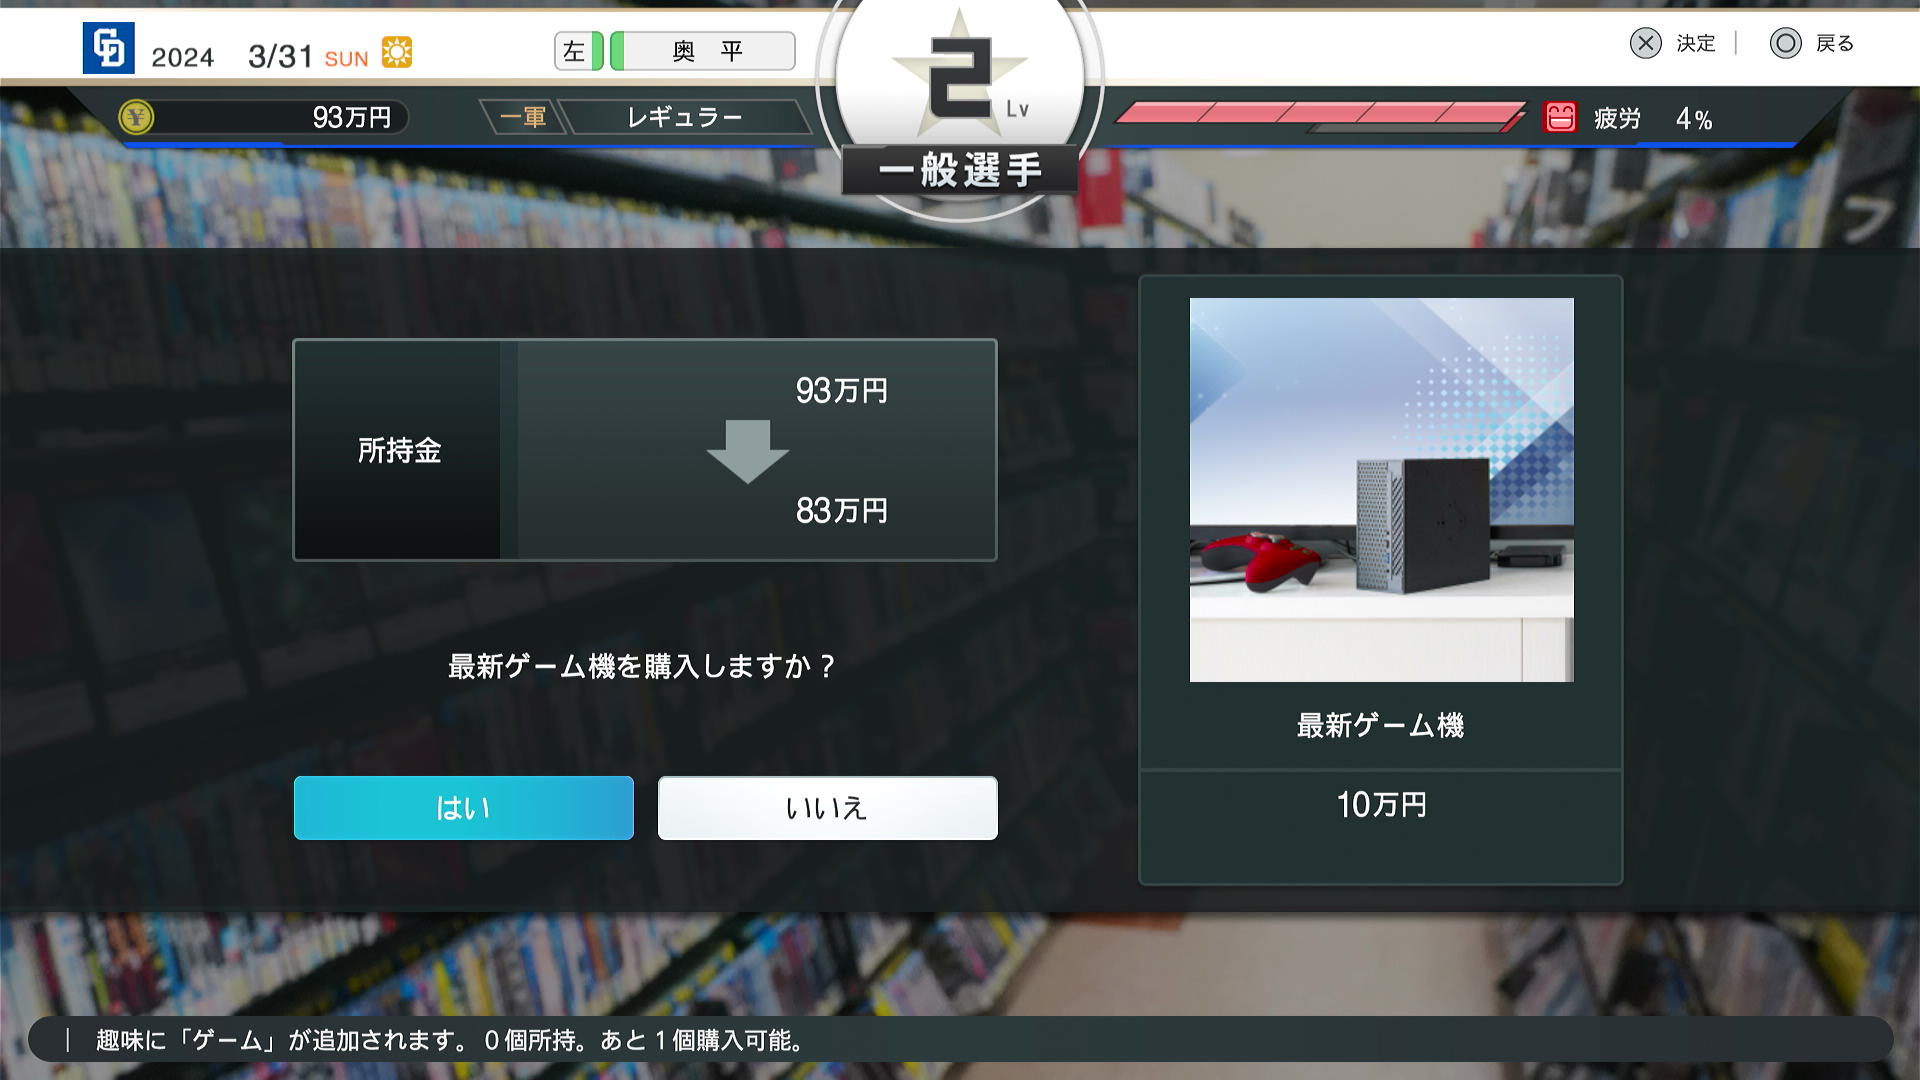 2024 3/31 SUN
左 奥 平
2 Lv
一般選手
決定
戻る
¥ 93万円
一軍 レギュラー
疲労 4%
フ
所持金
93万円
83万円
最新ゲーム機を購入しますか？
はい
いいえ
最新ゲーム機
10万円
趣味に「ゲーム」が追加されます。０個所持。あと１個購入可能。